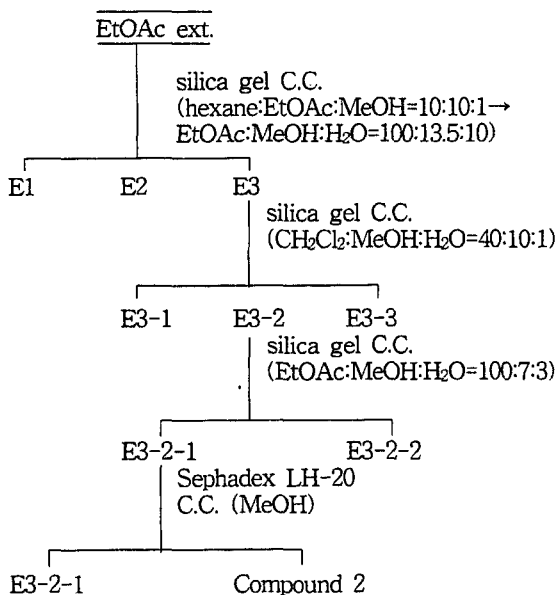 EtOAc ext.
silica gel C.C.
(hexane:EtOAc:MeOH=10:10:1→
EtOAc:MeOH:H₂O=100:13.5:10)
E1 E2 E3
silica gel C.C.
(CH₂Cl₂:MeOH:H₂O=40:10:1)
E3-1 E3-2 E3-3
silica gel C.C.
(EtOAc:MeOH:H₂O=100:7:3)
E3-2-1 E3-2-2
Sephadex LH-20
C.C. (MeOH)
E3-2-1 Compound 2